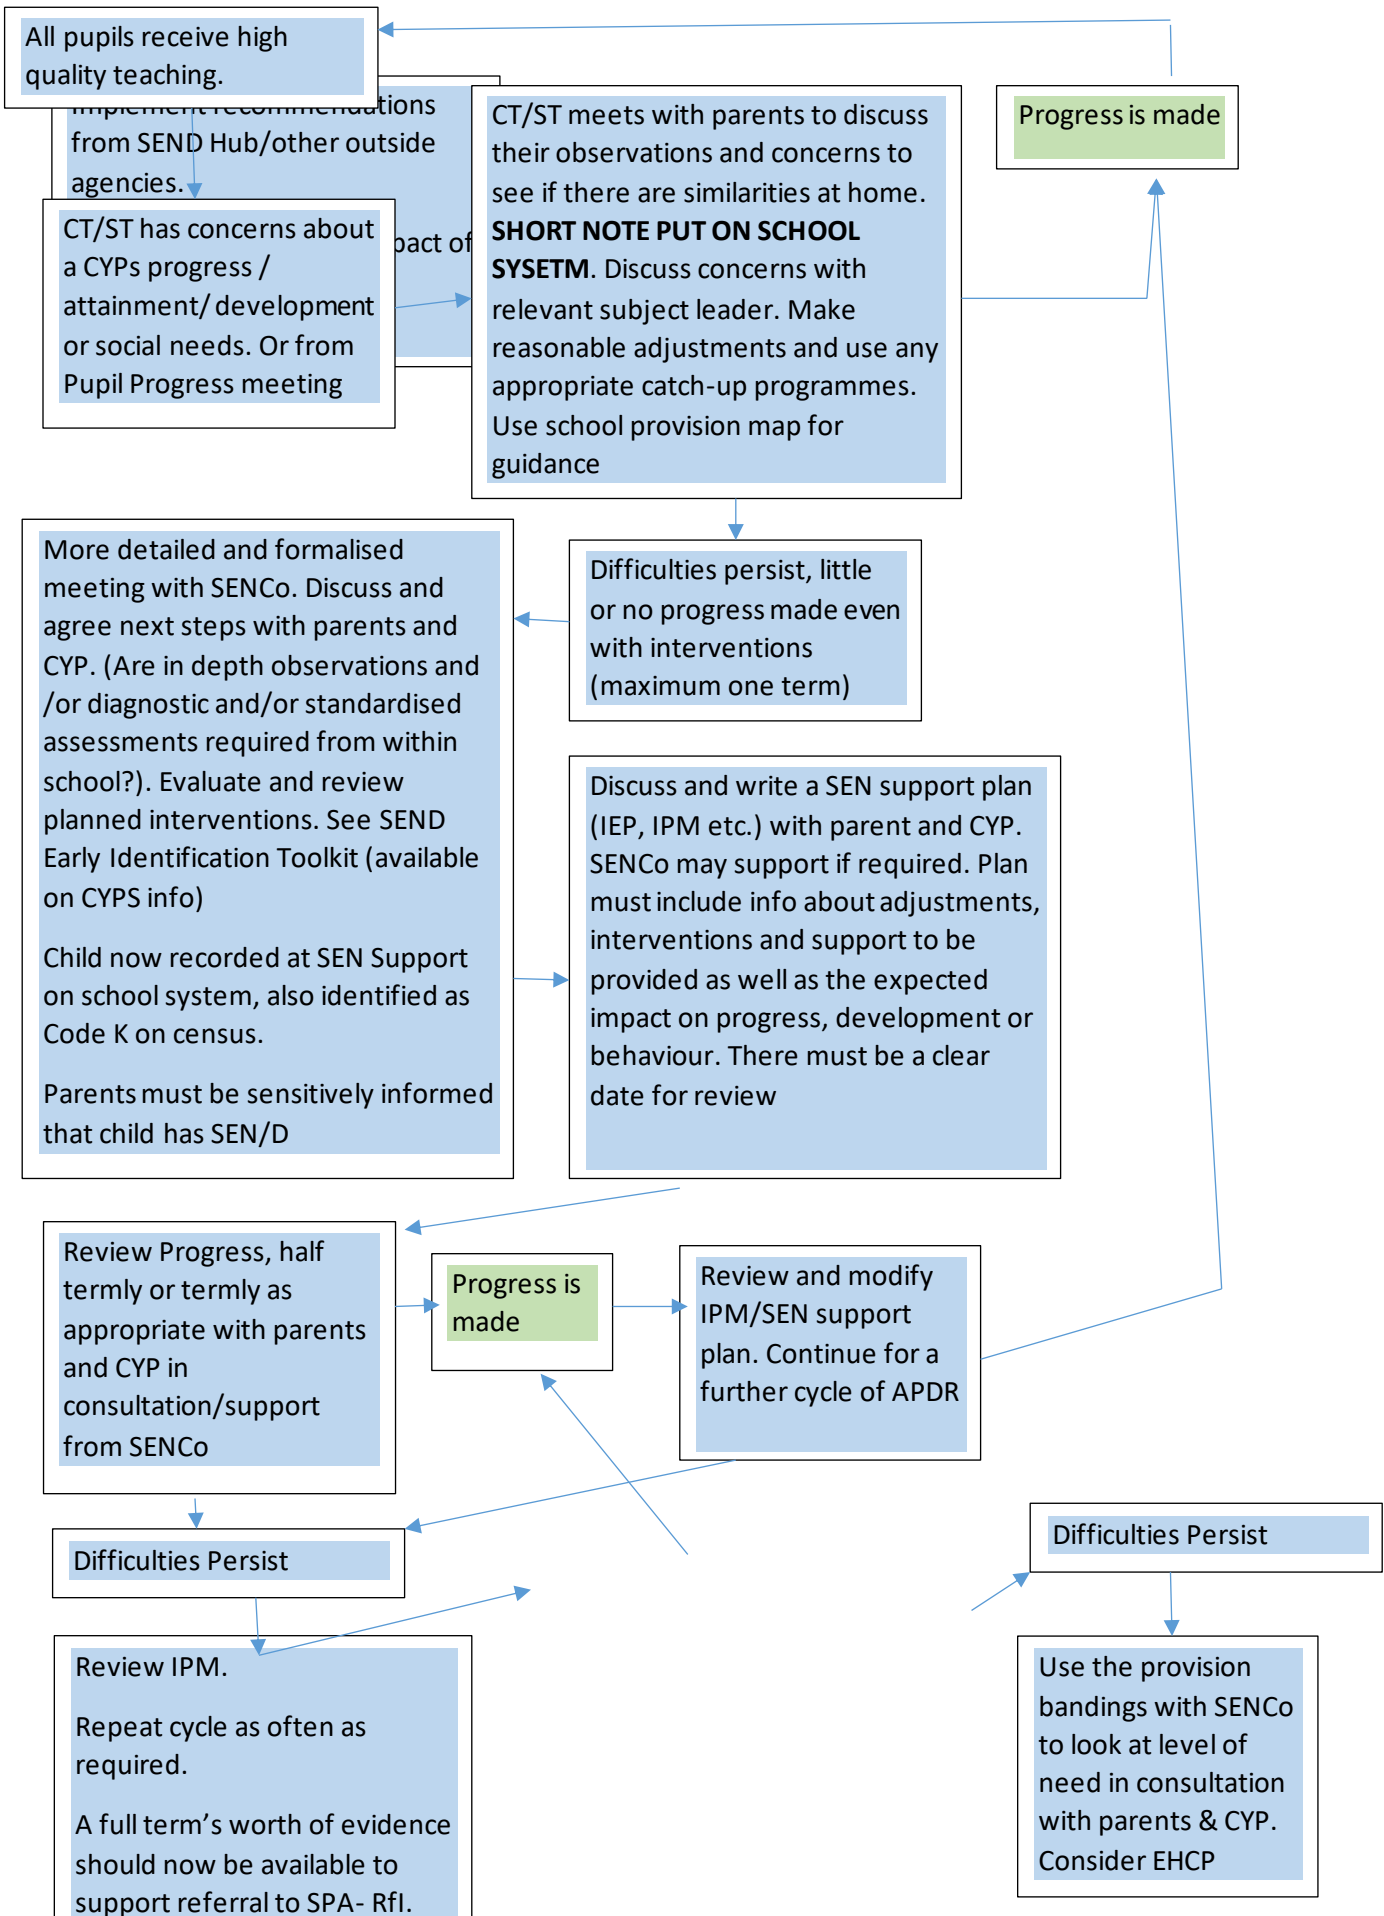 All pupils receive high
quality teaching.
Implement recommendations
from SEND Hub/other outside
agencies.
pact of
CT/ST has concerns about
a CYPs progress /
attainment/ development
or social needs. Or from
Pupil Progress meeting
CT/ST meets with parents to discuss
their observations and concerns to
see if there are similarities at home.
SHORT NOTE PUT ON SCHOOL
SYSETM. Discuss concerns with
relevant subject leader. Make
reasonable adjustments and use any
appropriate catch-up programmes.
Use school provision map for
guidance
Progress is made
More detailed and formalised
meeting with SENCo. Discuss and
agree next steps with parents and
CYP. (Are in depth observations and
/or diagnostic and/or standardised
assessments required from within
school?). Evaluate and review
planned interventions. See SEND
Early Identification Toolkit (available
on CYPS info)
Child now recorded at SEN Support
on school system, also identified as
Code K on census.
Parents must be sensitively informed
that child has SEN/D
Difficulties persist, little
or no progress made even
with interventions
(maximum one term)
Discuss and write a SEN support plan
(IEP, IPM etc.) with parent and CYP.
SENCo may support if required. Plan
must include info about adjustments,
interventions and support to be
provided as well as the expected
impact on progress, development or
behaviour. There must be a clear
date for review
Review Progress, half
termly or termly as
appropriate with parents
and CYP in
consultation/support
from SENCo
Progress is
made
Review and modify
IPM/SEN support
plan. Continue for a
further cycle of APDR
Difficulties Persist
Difficulties Persist
Review IPM.
Repeat cycle as often as
required.
A full term’s worth of evidence
should now be available to
support referral to SPA- RfI.
Use the provision
bandings with SENCo
to look at level of
need in consultation
with parents & CYP.
Consider EHCP